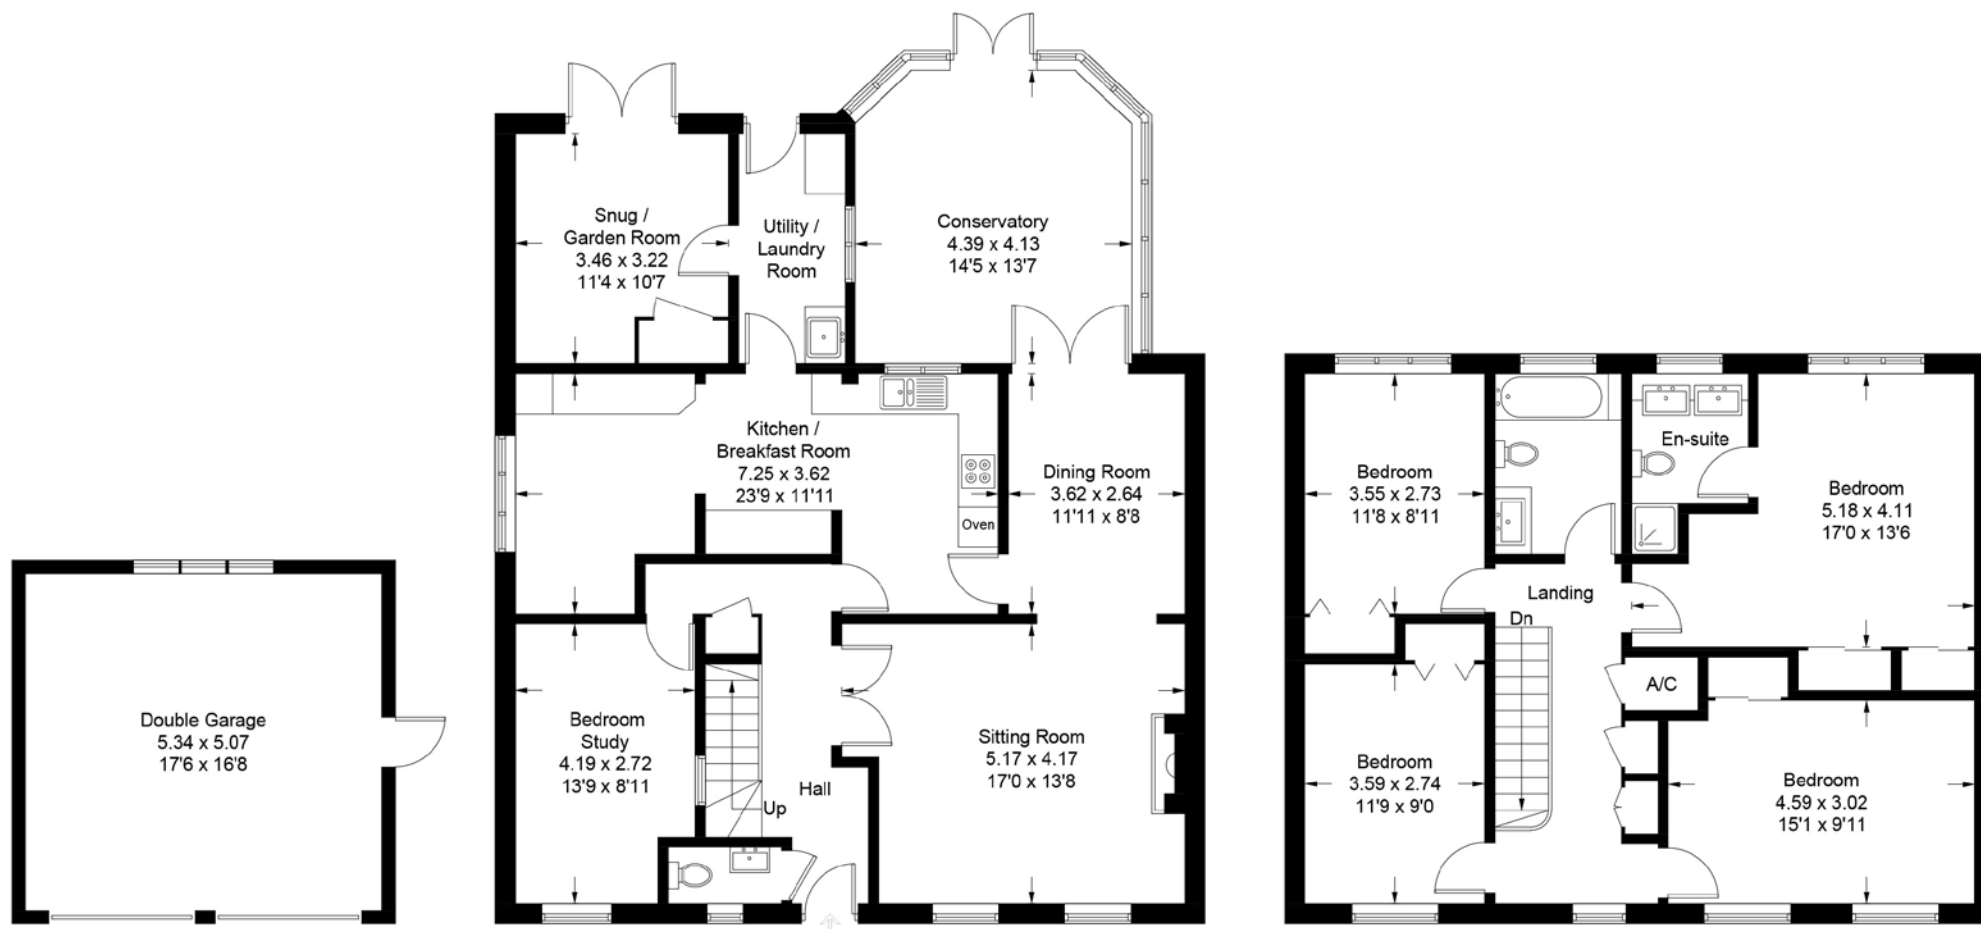 Snug /
Garden Room
3.46 x 3.22
11'4 x 10'7
Utility /
Laundry
Room
Conservatory
4.39 x 4.13
14'5 x 13'7
Kitchen /
Breakfast Room
7.25 x 3.62
23'9 x 11'11
Oven
Dining Room
3.62 x 2.64
11'11 x 8'8
Double Garage
5.34 x 5.07
17'6 x 16'8
Bedroom
Study
4.19 x 2.72
13'9 x 8'11
Up
Hall
Sitting Room
5.17 x 4.17
17'0 x 13'8
Bedroom
3.55 x 2.73
11'8 x 8'11
En-suite
Bedroom
5.18 x 4.11
17'0 x 13'6
Landing
Dn
A/C
Bedroom
3.59 x 2.74
11'9 x 9'0
Bedroom
4.59 x 3.02
15'1 x 9'11